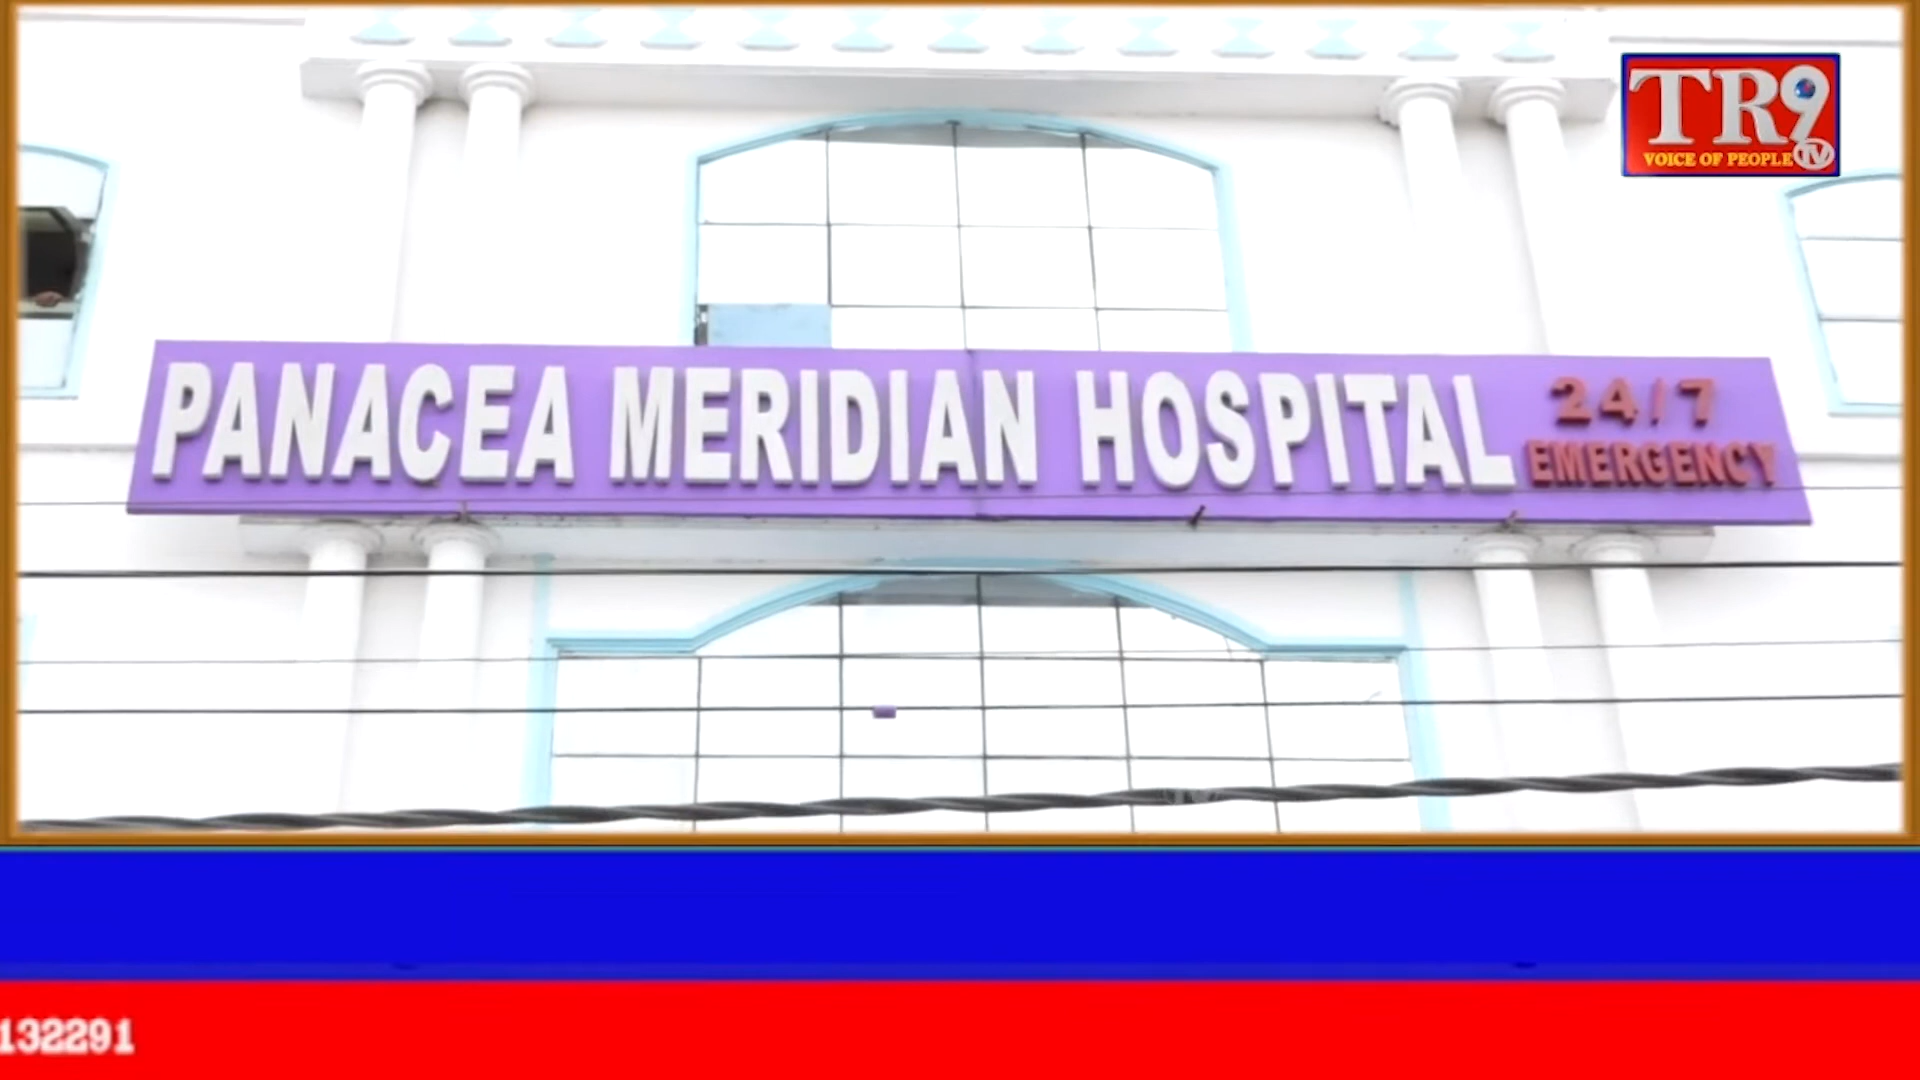 TR9
VOICE OF PEOPLE TV
PANACEA MERIDIAN HOSPITAL
24/7
EMERGENCY
132291